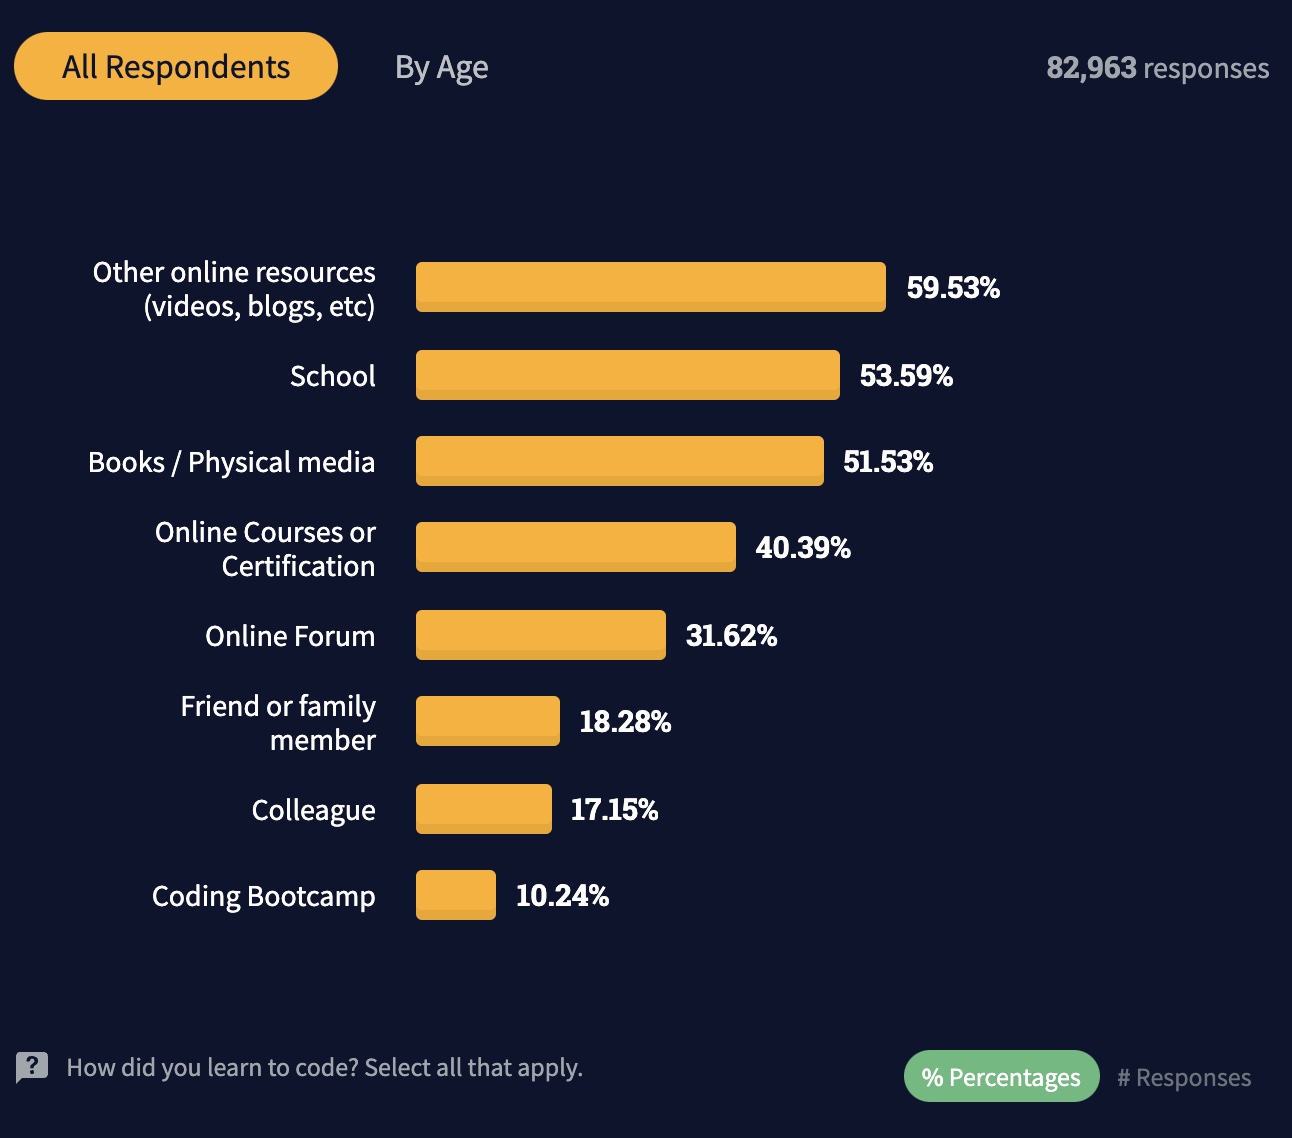 All Respondents
By Age
82,963 responses
Other online resources
(videos, blogs, etc)
59.53%
School
53.59%
Books / Physical media
51.53%
Online Courses or
Certification
40.39%
Online Forum
31.62%
Friend or family
member
18.28%
Colleague
17.15%
Coding Bootcamp
10.24%
?
How did you learn to code? Select all that apply.
% Percentages
# Responses